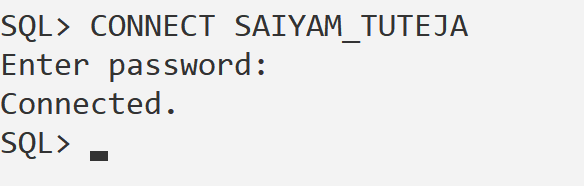 SQL> CONNECT SAIYAM_TUTEJA
Enter password:
Connected.
SQL>